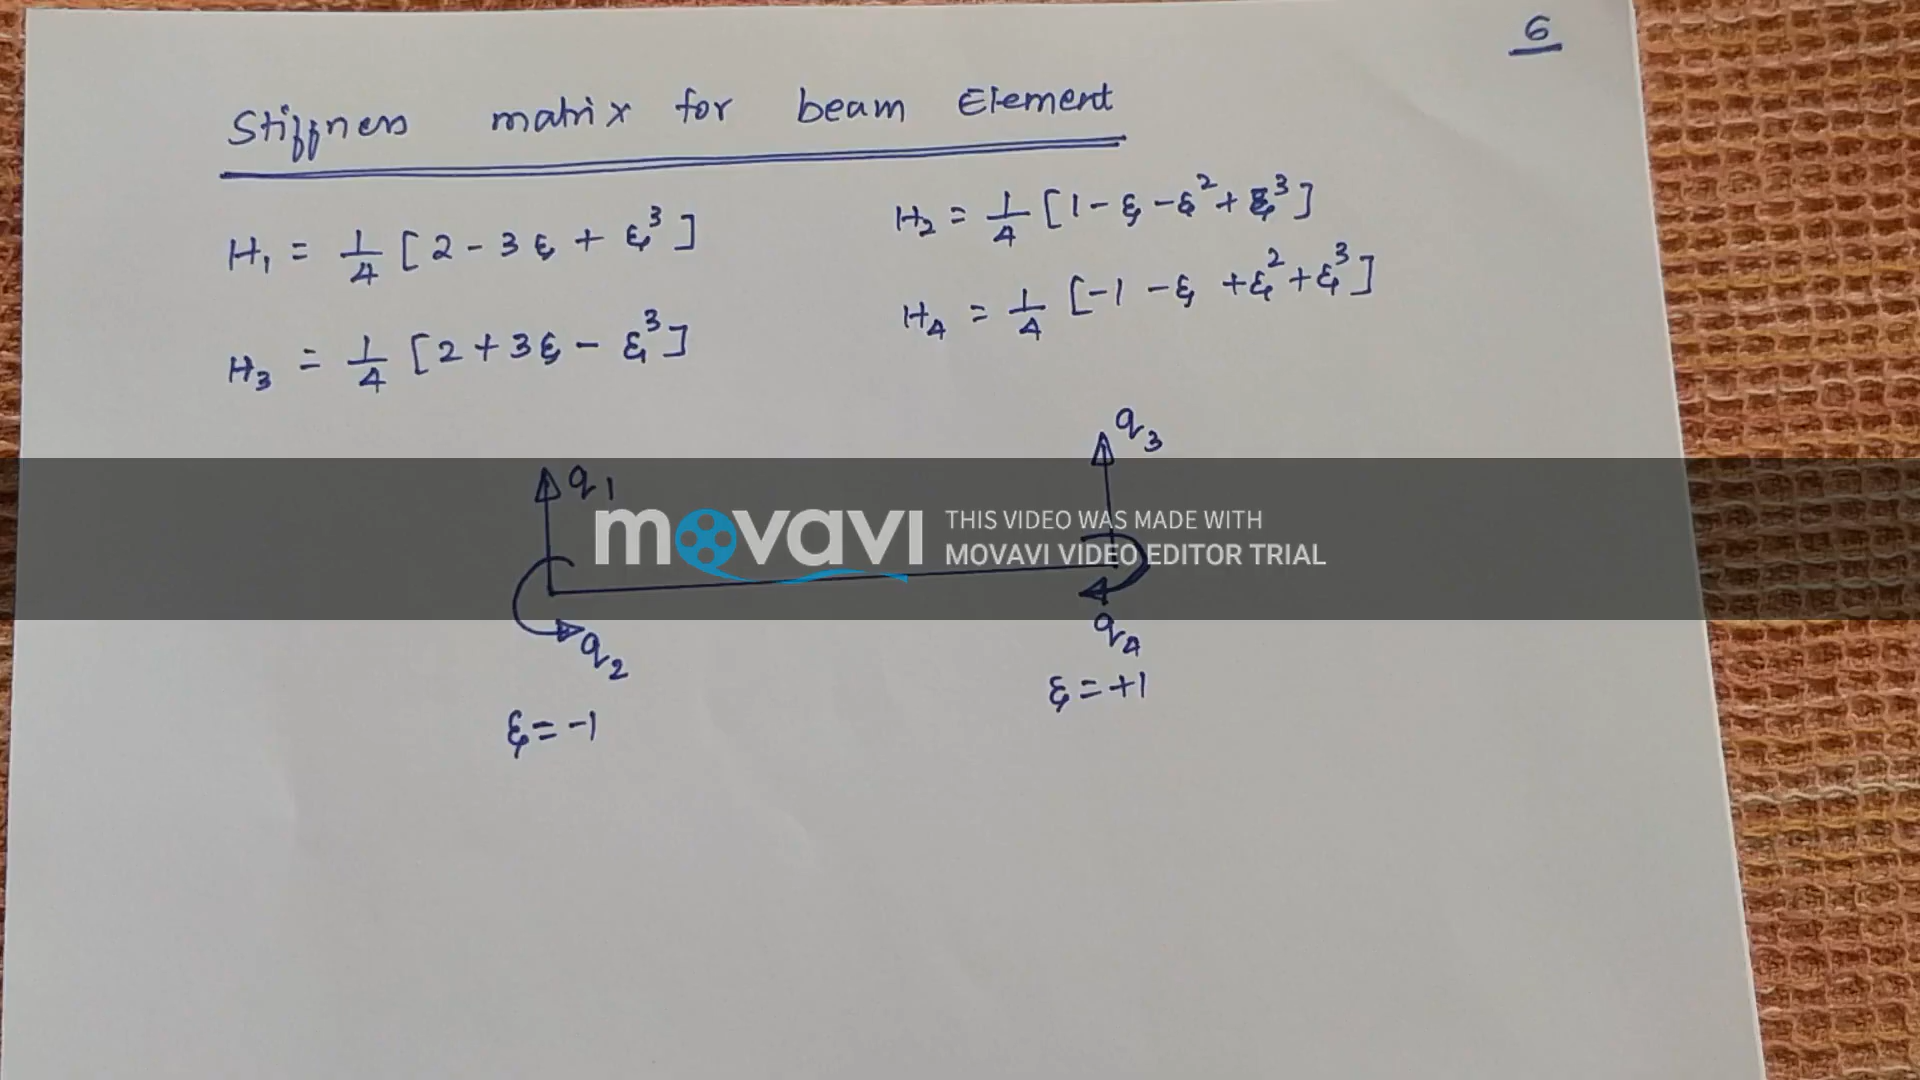 6
Stiffness matrix for beam Element
H₁ = 1/4 [2 - 3ξ + ξ³]
H₂ = 1/4 [1 - ξ - ξ² + ξ³]
H₃ = 1/4 [2 + 3ξ - ξ³]
H₄ = 1/4 [-1 - ξ + ξ² + ξ³]
q₃
q₁
movavi
THIS VIDEO WAS MADE WITH
MOVAVI VIDEO EDITOR TRIAL
q₂
q₄
ξ = +1
ξ = -1